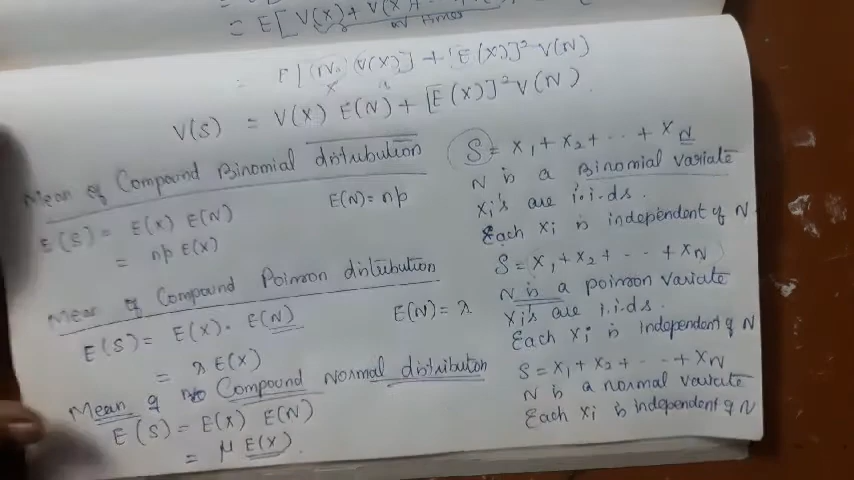 = E[ V(X) + V(X) +
N times
= E[(N) V(X)] + [E(X)]² V(N)
V(S) = V(X) E(N) + [E(X)]² V(N).
Mean of Compound Binomial distribution
E(S) = E(X) E(N)
E(N) = np
= np E(X)
S = X₁ + X₂ + ... + X_N
N is a Binomial variate
Xi's are i.i.ds.
Each Xi is independent of N
Mean of Compound Poisson distribution
E(S) = E(X). E(N)
E(N) = λ
= λ E(X)
S = X₁ + X₂ + ... + X_N
N is a poisson variate
Xi's are i.i.ds.
Each Xi is independent of N
Mean of Compound Normal distribution
E(S) = E(X) E(N)
= μ E(X).
S = X₁ + X₂ + ... + X_N
N is a normal variate
Each Xi is independent of N